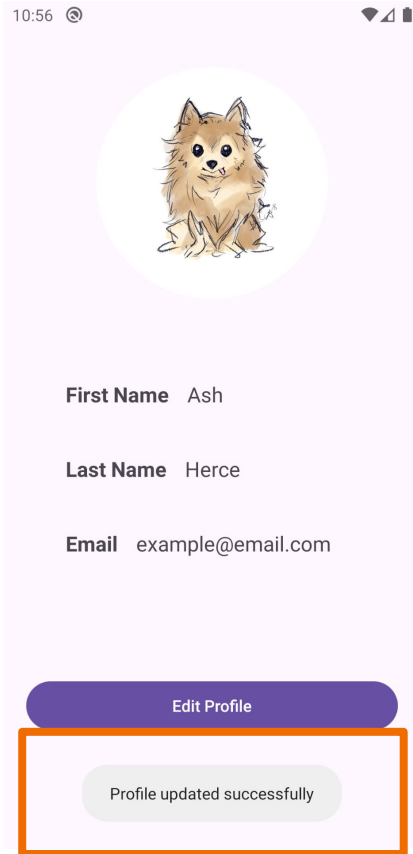 10:56
First Name Ash
Last Name Herce
Email example@email.com
Edit Profile
Profile updated successfully